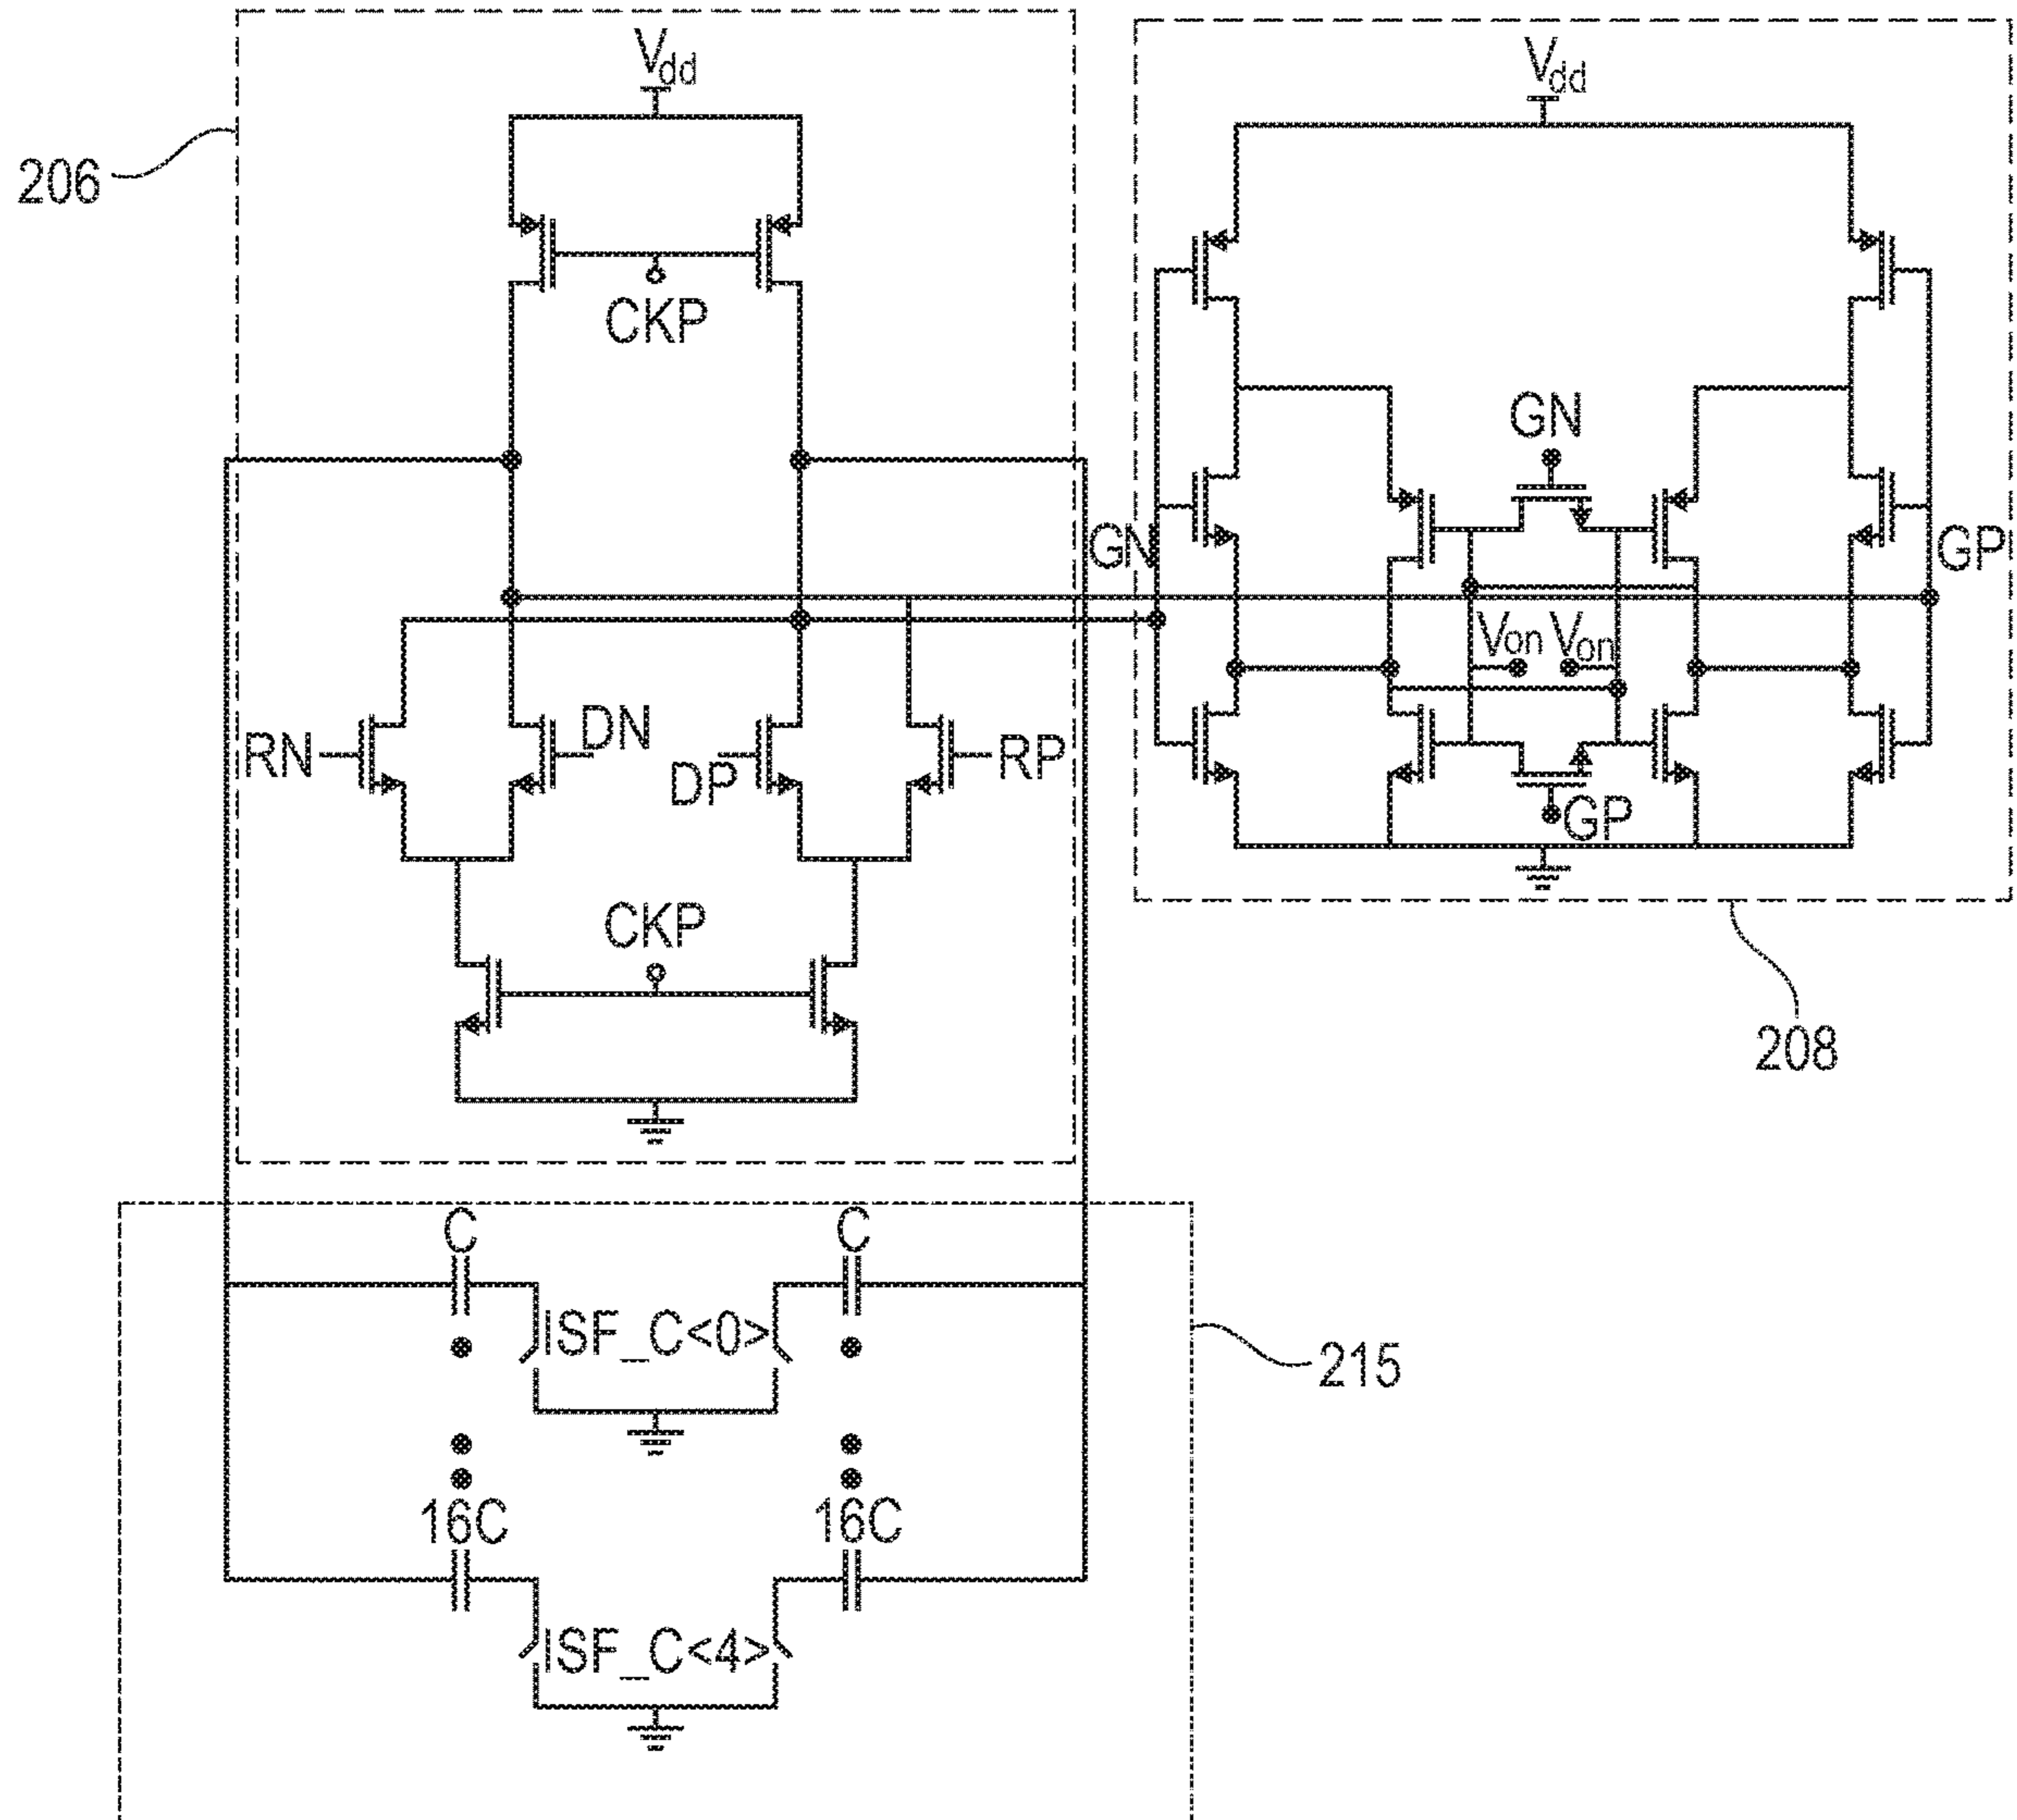 Vdd
Vdd
206
CKP
GN
GN
GP
Von Von
RN
DN
DP
RP
GP
CKP
208
C
C
ISF_C<0>
215
16C
16C
ISF_C<4>